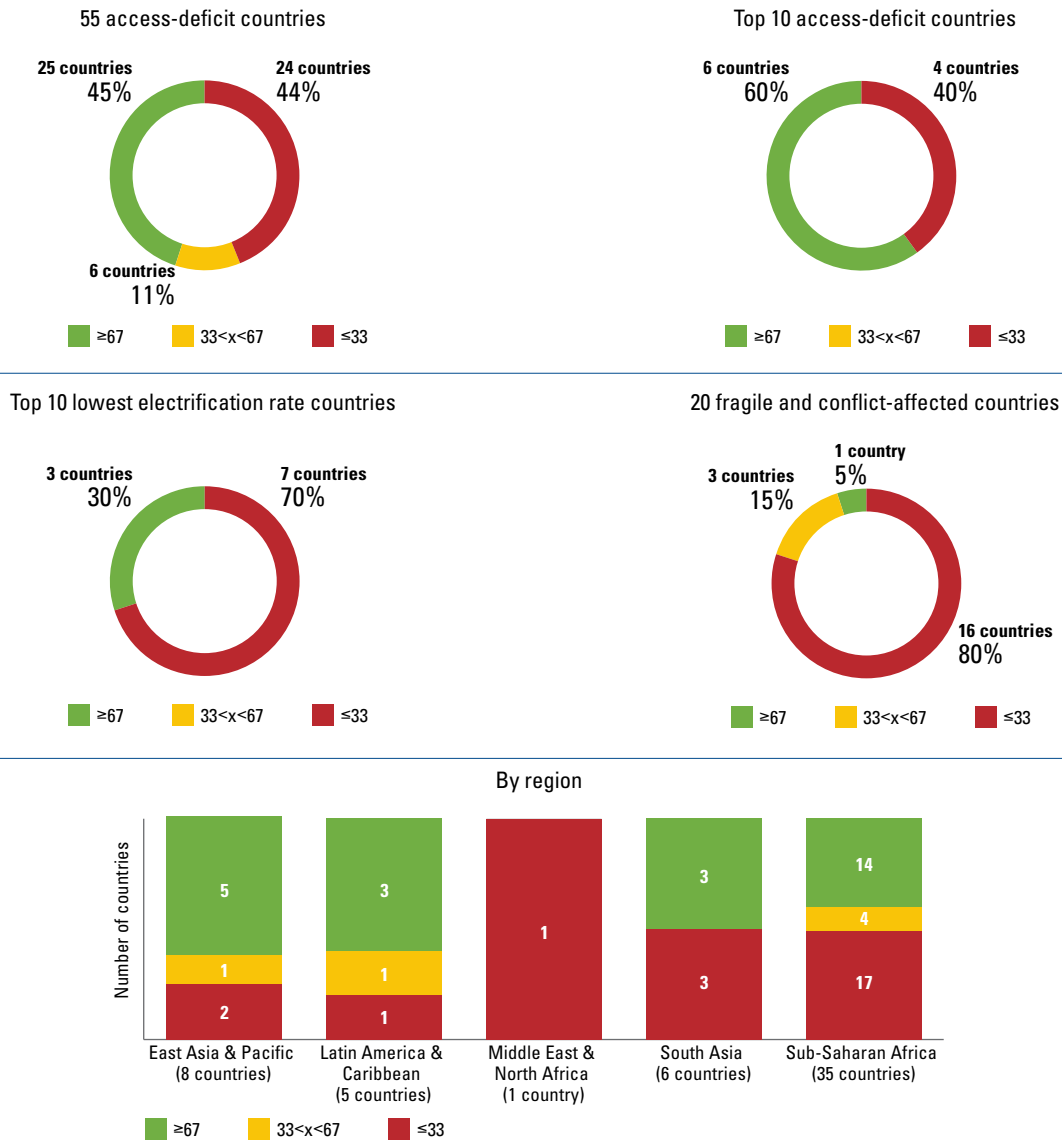 55 access-deficit countries
25 countries
45%
24 countries
44%
6 countries
11%
≥67
33<x<67
≤33
Top 10 access-deficit countries
6 countries
60%
4 countries
40%
≥67
33<x<67
≤33
Top 10 lowest electrification rate countries
3 countries
30%
7 countries
70%
≥67
33<x<67
≤33
20 fragile and conflict-affected countries
1 country
5%
3 countries
15%
16 countries
80%
≥67
33<x<67
≤33
By region
Number of countries
5
1
2
3
1
1
1
3
3
14
4
17
East Asia & Pacific
(8 countries)
Latin America &
Caribbean
(5 countries)
Middle East &
North Africa
(1 country)
South Asia
(6 countries)
Sub-Saharan Africa
(35 countries)
≥67
33<x<67
≤33